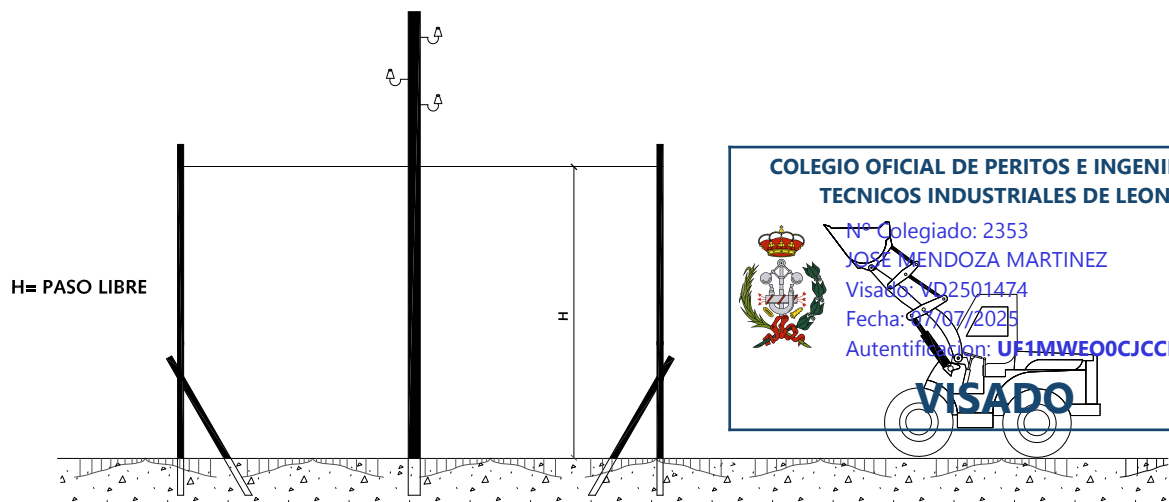 H= PASO LIBRE
H
COLEGIO OFICIAL DE PERITOS E INGENI
TECNICOS INDUSTRIALES DE LEON
Nº Colegiado: 2353
JOSE MENDOZA MARTINEZ
Visado: VD2501474
Fecha: 07/07/2025
Autentificación: UF1MWEO0CJCC
VISADO